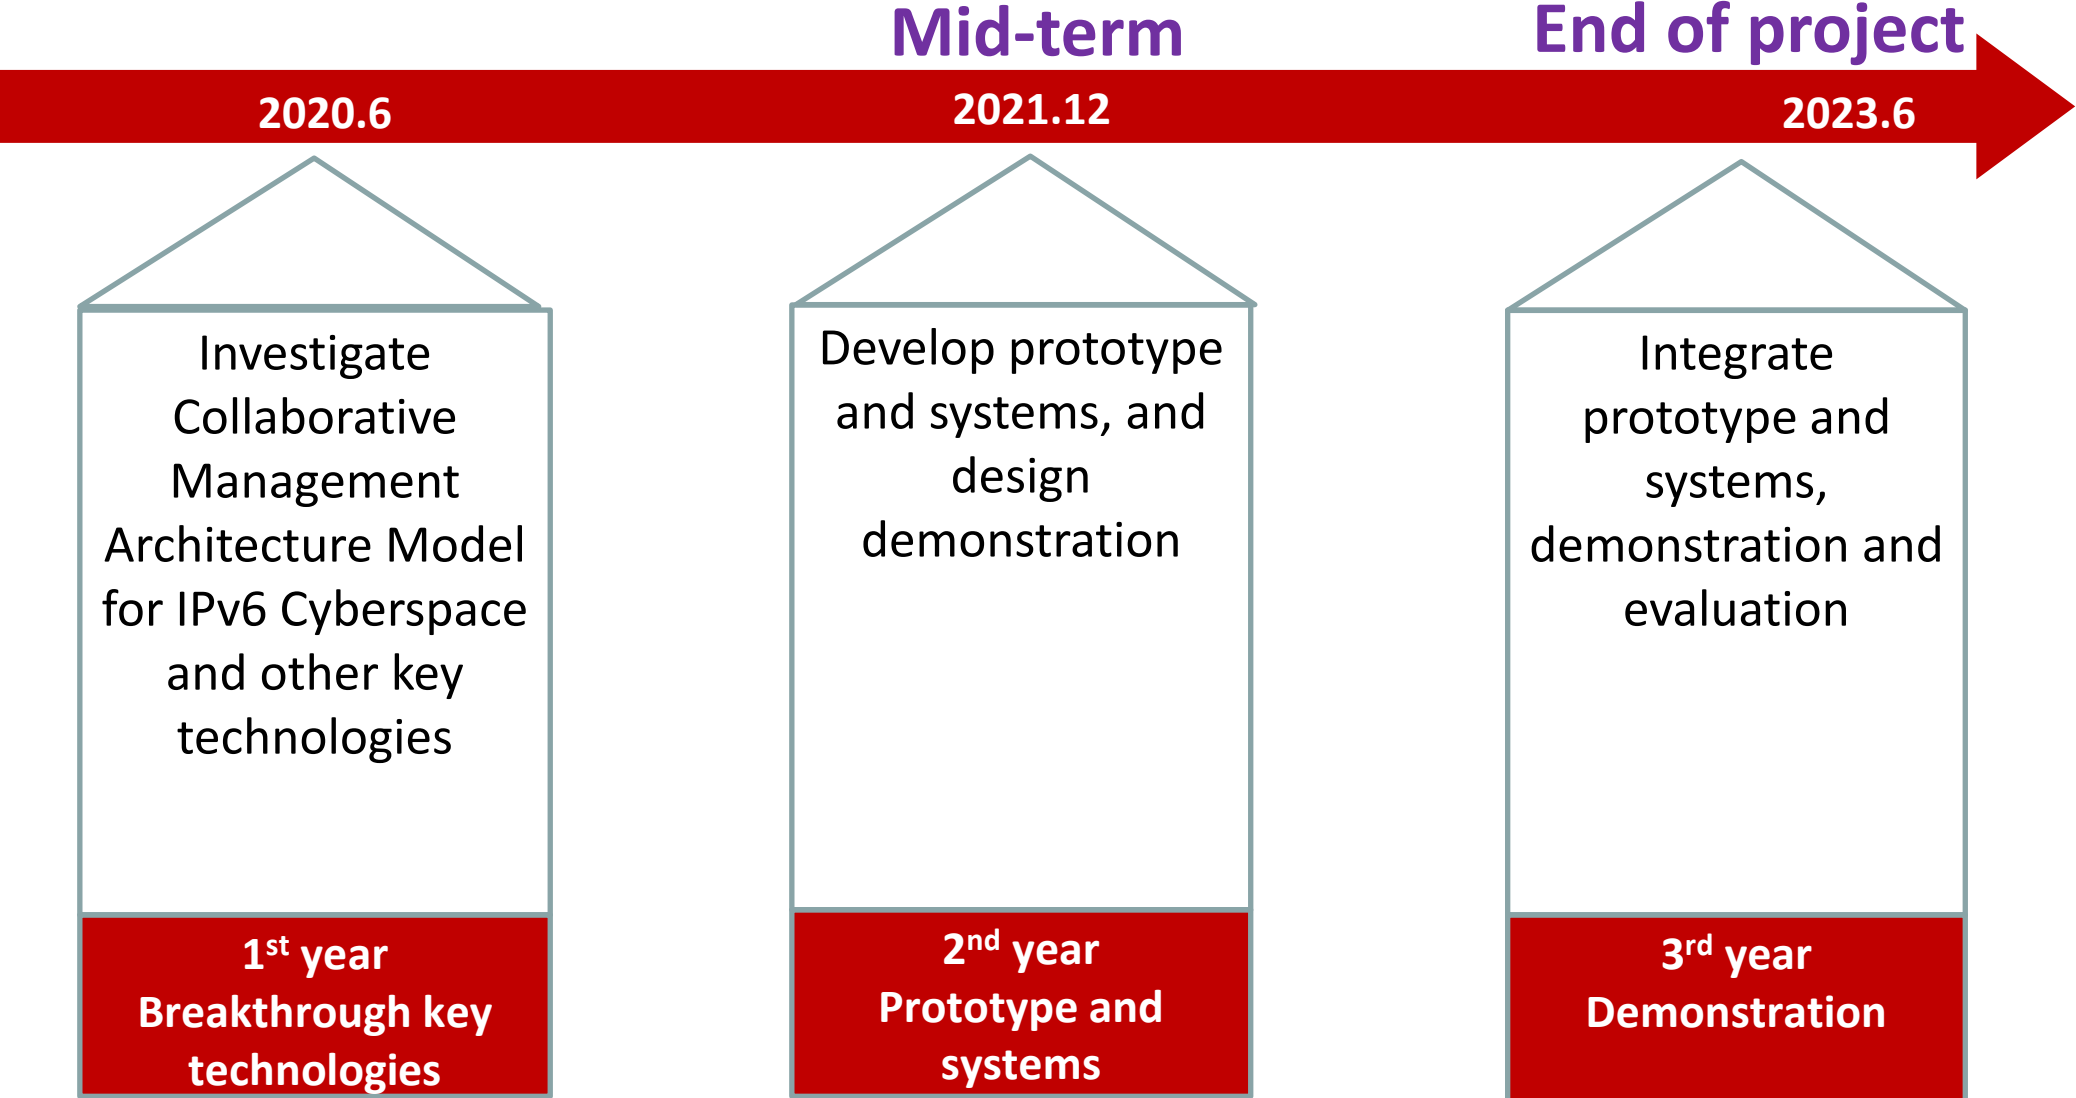 Mid-term
End of project
2020.6
2021.12
2023.6
Investigate
Collaborative
Management
Architecture Model
for IPv6 Cyberspace
and other key
technologies
1st year
Breakthrough key
technologies
Develop prototype
and systems, and
design
demonstration
2nd year
Prototype and
systems
Integrate
prototype and
systems,
demonstration and
evaluation
3rd year
Demonstration